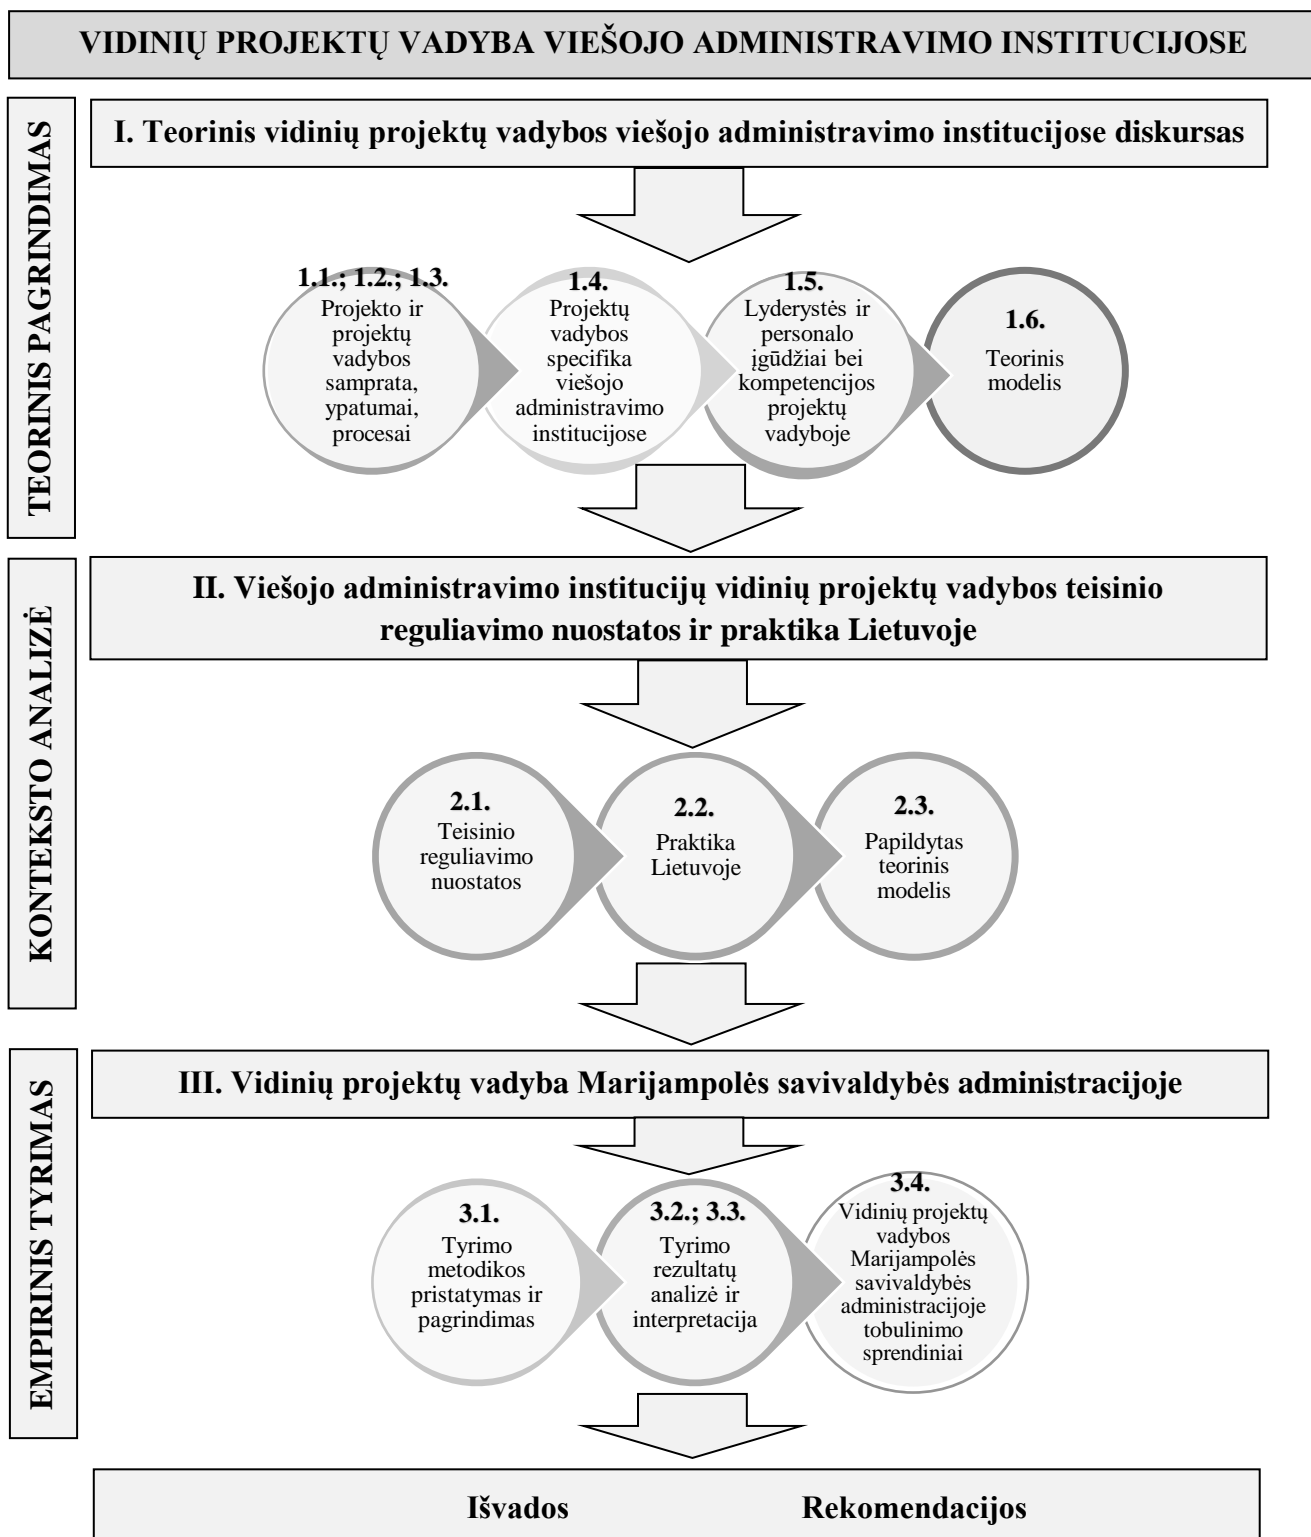 VIDINIŲ PROJEKTŲ VADYBA VIEŠOJO ADMINISTRAVIMO INSTITUCIJOSE
TEORINIS PAGRINDIMAS
I. Teorinis vidinių projektų vadybos viešojo administravimo institucijose diskursas
1.1.; 1.2.; 1.3.
Projekto ir
projektų
vadybos
samprata,
ypatumai,
procesai
1.4.
Projektų
vadybos
specifika
viešojo
administravimo
institucijose
1.5.
Lyderystės ir
personalo
įgūdžiai bei
kompetencijos
projektų
vadyboje
1.6.
Teorinis
modelis
KONTEKSTO ANALIZĖ
II. Viešojo administravimo institucijų vidinių projektų vadybos teisinio
reguliavimo nuostatos ir praktika Lietuvoje
2.1.
Teisinio
reguliavimo
nuostatos
2.2.
Praktika
Lietuvoje
2.3.
Papildytas
teorinis
modelis
EMPIRINIS TYRIMAS
III. Vidinių projektų vadyba Marijampolės savivaldybės administracijoje
3.1.
Tyrimo
metodikos
pristatymas ir
pagrindimas
3.2.; 3.3.
Tyrimo
rezultatų
analizė ir
interpretacija
3.4.
Vidinių projektų
vadybos
Marijampolės
savivaldybės
administracijoje
tobulinimo
sprendiniai
Išvados Rekomendacijos